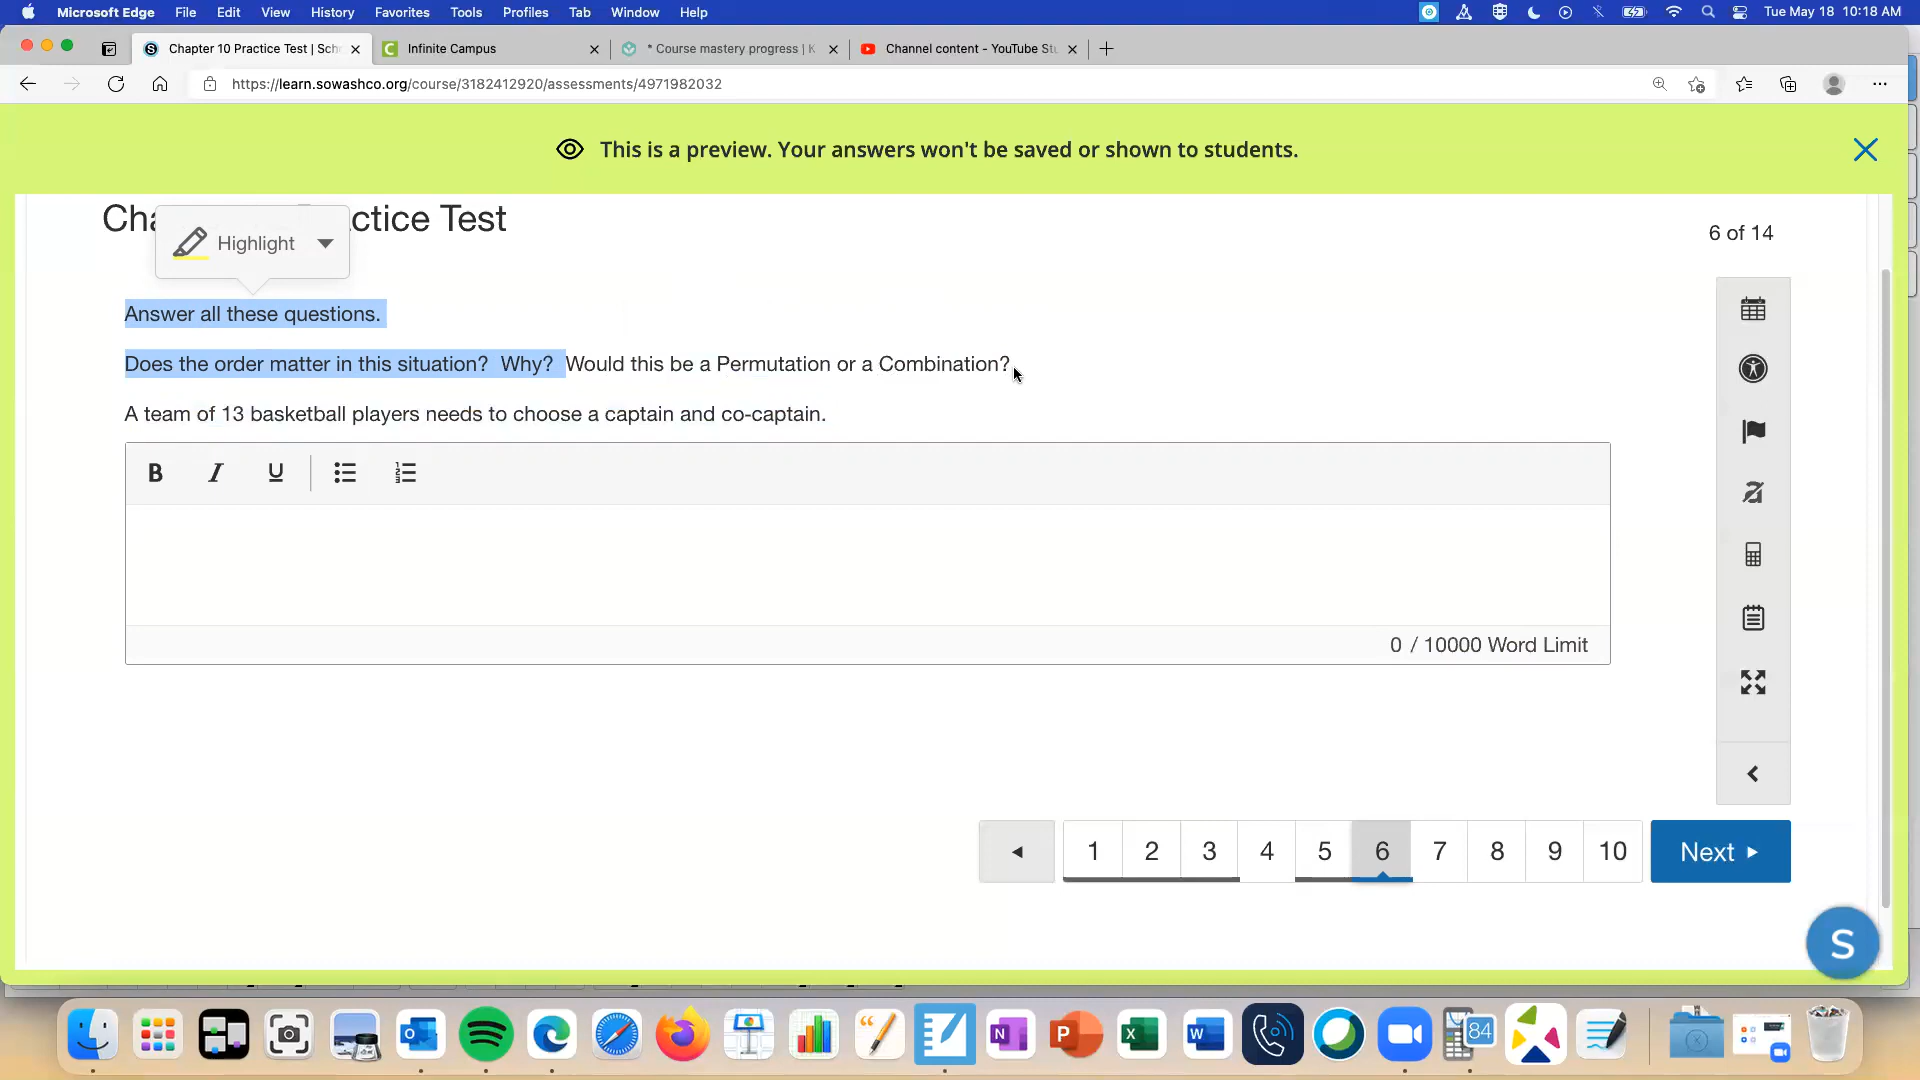 Microsoft Edge File Edit View History Favorites Tools Profiles Tab Window Help Tue May 18 10:18 AM
Chapter 10 Practice Test | Sch
Infinite Campus
* Course mastery progress | K
Channel content - YouTube St
https://learn.sowashco.org/course/3182412920/assessments/4971982032
This is a preview. Your answers won't be saved or shown to students.
Cha ctice Test
6 of 14
Highlight
Answer all these questions.
Does the order matter in this situation? Why? Would this be a Permutation or a Combination?
A team of 13 basketball players needs to choose a captain and co-captain.
B I U
0 / 10000 Word Limit
1 2 3 4 5 6 7 8 9 10 Next
S
84